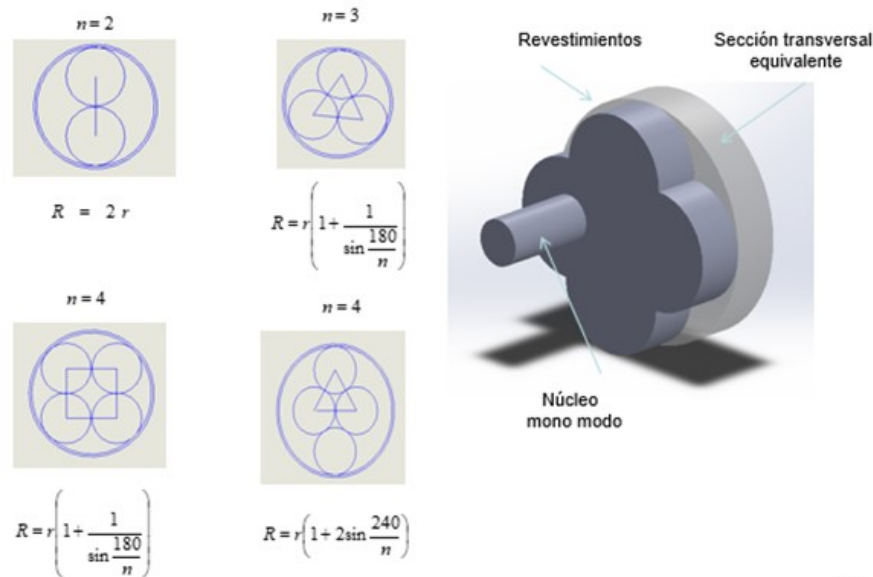 n = 2
n = 3
R = 2 r
R = r(1 + 1/(sin 180/n))
n = 4
n = 4
R = r(1 + 1/(sin 180/n))
R = r(1 + 2sin 240/n)
Revestimientos
Sección transversal
equivalente
Núcleo
mono modo